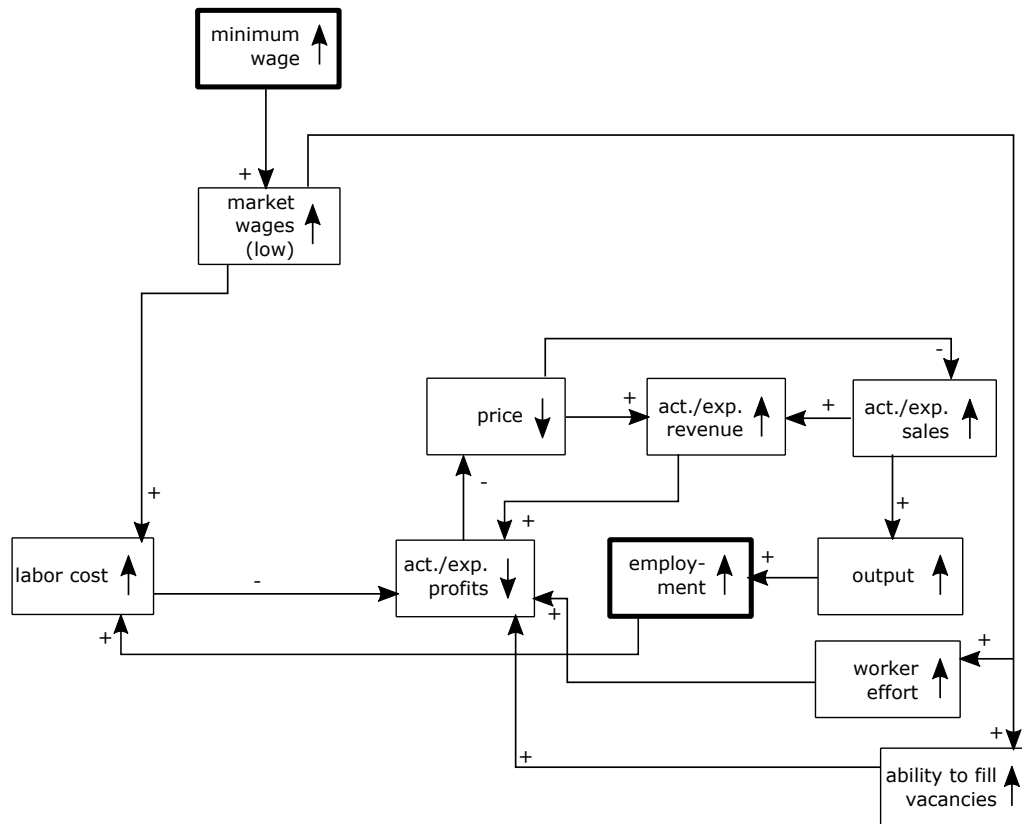 minimum
wage
+
market
wages
(low)
-
price
+
act./exp.
revenue
+
act./exp.
sales
-
+
+
+
labor cost
-
act./exp.
profits
employ-
ment
+
output
+
+
worker
effort
+
+
+
ability to fill
vacancies